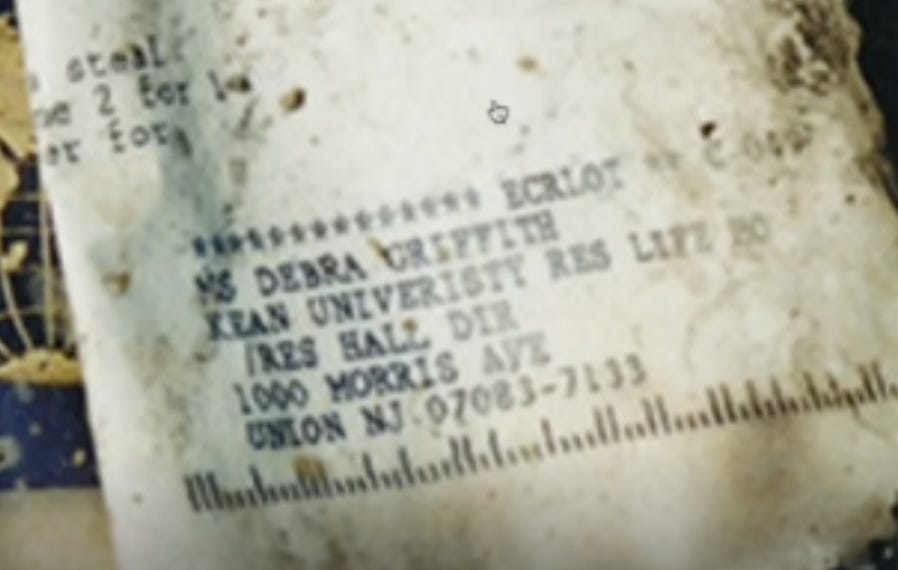 steal
2 for
er for
************** ECRLOT
MS DEBRA GRIFFITH
KEAN UNIVERISTY RES LIFE HO
/RES HALL DIR
1000 MORRIS AVE
UNION NJ 07083-7133